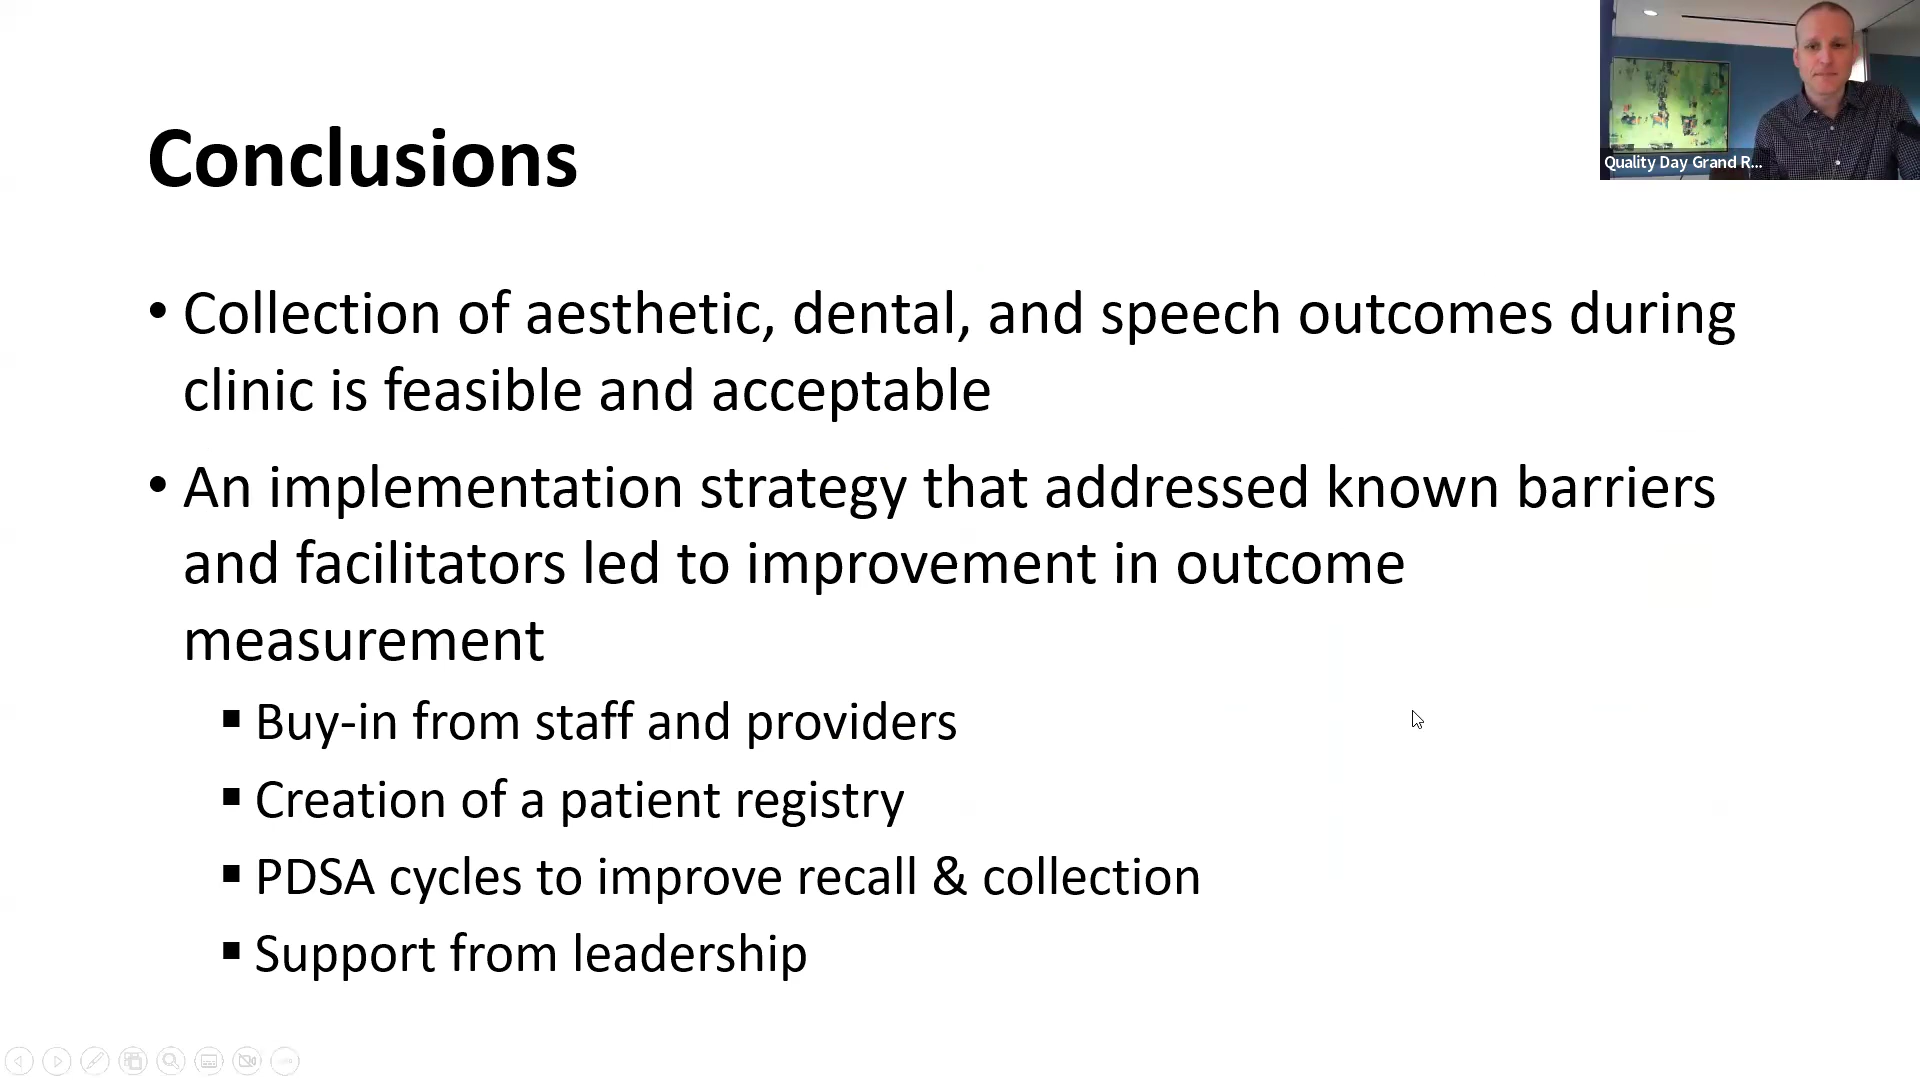 Quality Day Grand R...
Conclusions
• Collection of aesthetic, dental, and speech outcomes during
clinic is feasible and acceptable
• An implementation strategy that addressed known barriers
and facilitators led to improvement in outcome
measurement
▪ Buy-in from staff and providers
▪ Creation of a patient registry
▪ PDSA cycles to improve recall & collection
▪ Support from leadership